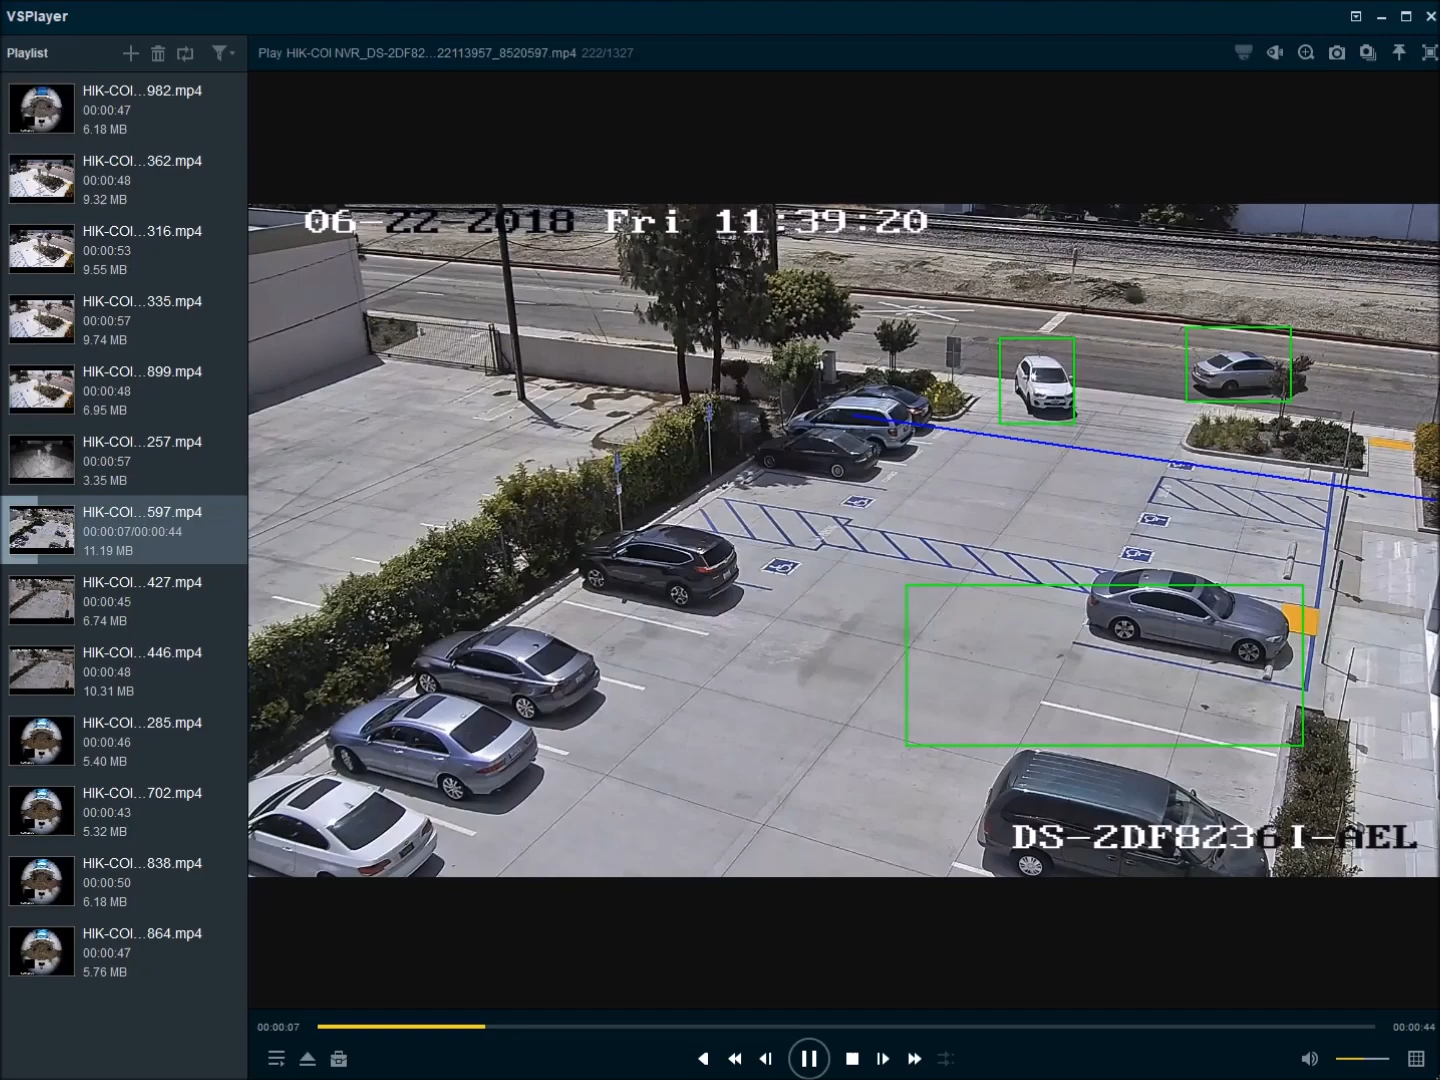 VSPlayer
Playlist
Play HIK-COI NVR_DS-2DF82...22113957_8520597.mp4 222/1327
HIK-COI...982.mp4
00:00:47
6.18 MB
HIK-COI...362.mp4
00:00:48
9.32 MB
HIK-COI...316.mp4
00:00:53
9.55 MB
HIK-COI...335.mp4
00:00:57
9.74 MB
HIK-COI...899.mp4
00:00:48
6.95 MB
HIK-COI...257.mp4
00:00:57
3.35 MB
HIK-COI...597.mp4
00:00:07/00:00:44
11.19 MB
HIK-COI...427.mp4
00:00:45
6.74 MB
HIK-COI...446.mp4
00:00:48
10.31 MB
HIK-COI...285.mp4
00:00:46
5.40 MB
HIK-COI...702.mp4
00:00:43
5.32 MB
HIK-COI...838.mp4
00:00:50
6.18 MB
HIK-COI...864.mp4
00:00:47
5.76 MB
06-22-2018 Fri 11:39:20
DS-2DF8236I-AEL
00:00:07
00:00:44